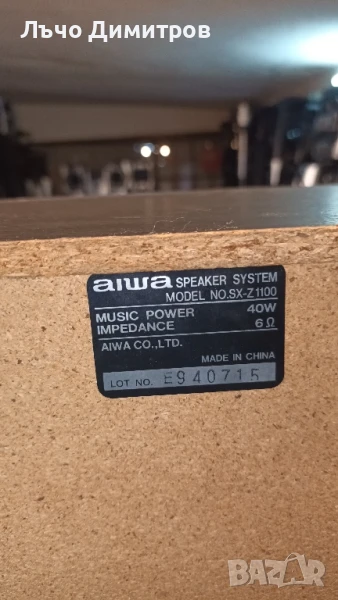 Лъчо Димитров
aiwa SPEAKER SYSTEM
MODEL NO.SX-Z1100
MUSIC POWER 40W
IMPEDANCE 6Ω
AIWA CO.,LTD.
MADE IN CHINA
LOT NO. E940715
BAZAR